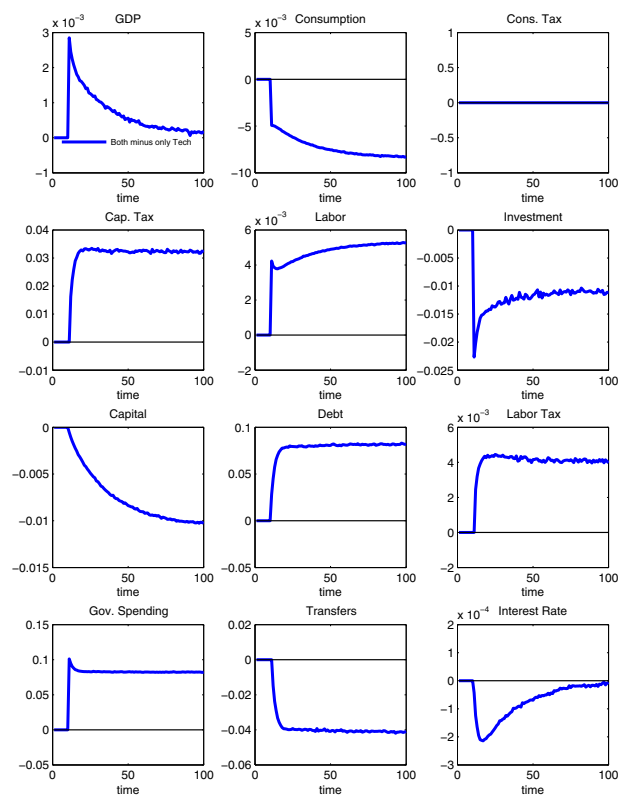 GDP
x 10⁻³
3
2
1
0
−1
0 50 100
time
Both minus only Tech
Consumption
x 10⁻³
5
0
−5
−10
0 50 100
time
Cons. Tax
1
0.5
0
−0.5
−1
0 50 100
time
Cap. Tax
0.04
0.03
0.02
0.01
0
−0.01
0 50 100
time
Labor
x 10⁻³
6
4
2
0
−2
0 50 100
time
Investment
0
−0.005
−0.01
−0.015
−0.02
−0.025
0 50 100
time
Capital
0
−0.005
−0.01
−0.015
0 50 100
time
Debt
0.1
0.05
0
−0.05
0 50 100
time
Labor Tax
x 10⁻³
6
4
2
0
−2
0 50 100
time
Gov. Spending
0.15
0.1
0.05
0
−0.05
0 50 100
time
Transfers
0.02
0
−0.02
−0.04
−0.06
0 50 100
time
Interest Rate
x 10⁻⁴
2
1
0
−1
−2
−3
0 50 100
time